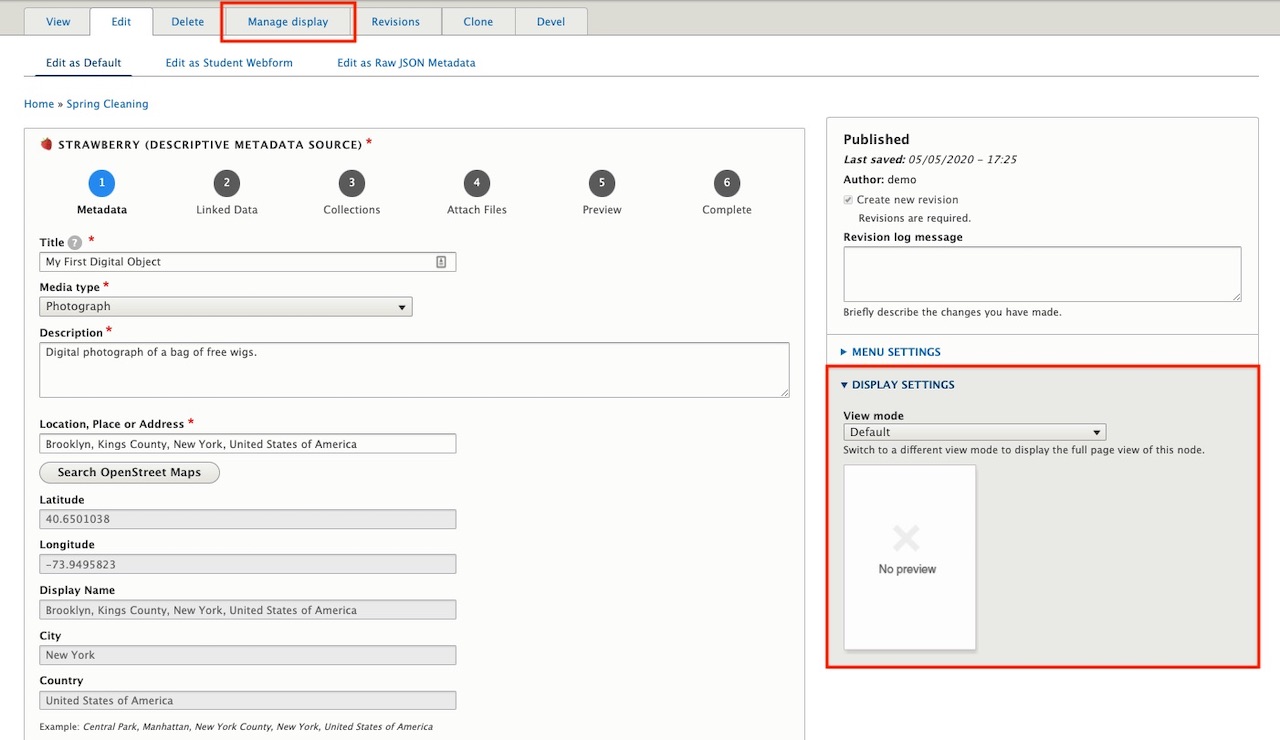 View Edit Delete Manage display Revisions Clone Devel
Edit as Default Edit as Student Webform Edit as Raw JSON Metadata
Home » Spring Cleaning
STRAWBERRY (DESCRIPTIVE METADATA SOURCE) *
1 2 3 4 5 6
Metadata Linked Data Collections Attach Files Preview Complete
Title ? *
My First Digital Object
Media type *
Photograph
Description *
Digital photograph of a bag of free wigs.
Location, Place or Address *
Brooklyn, Kings County, New York, United States of America
Search OpenStreet Maps
Latitude
40.6501038
Longitude
-73.9495823
Display Name
Brooklyn, Kings County, New York, United States of America
City
New York
Country
United States of America
Example: Central Park, Manhattan, New York County, New York, United States of America
Published
Last saved: 05/05/2020 - 17:25
Author: demo
Create new revision
Revisions are required.
Revision log message
Briefly describe the changes you have made.
MENU SETTINGS
DISPLAY SETTINGS
View mode
Default
Switch to a different view mode to display the full page view of this node.
No preview